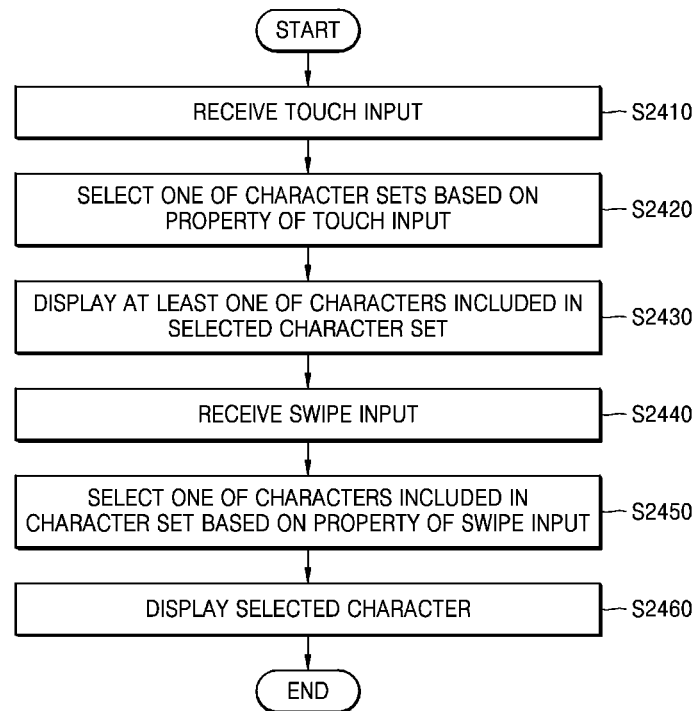 START
RECEIVE TOUCH INPUT
S2410
SELECT ONE OF CHARACTER SETS BASED ON
PROPERTY OF TOUCH INPUT
S2420
DISPLAY AT LEAST ONE OF CHARACTERS INCLUDED IN
SELECTED CHARACTER SET
S2430
RECEIVE SWIPE INPUT
S2440
SELECT ONE OF CHARACTERS INCLUDED IN
CHARACTER SET BASED ON PROPERTY OF SWIPE INPUT
S2450
DISPLAY SELECTED CHARACTER
S2460
END